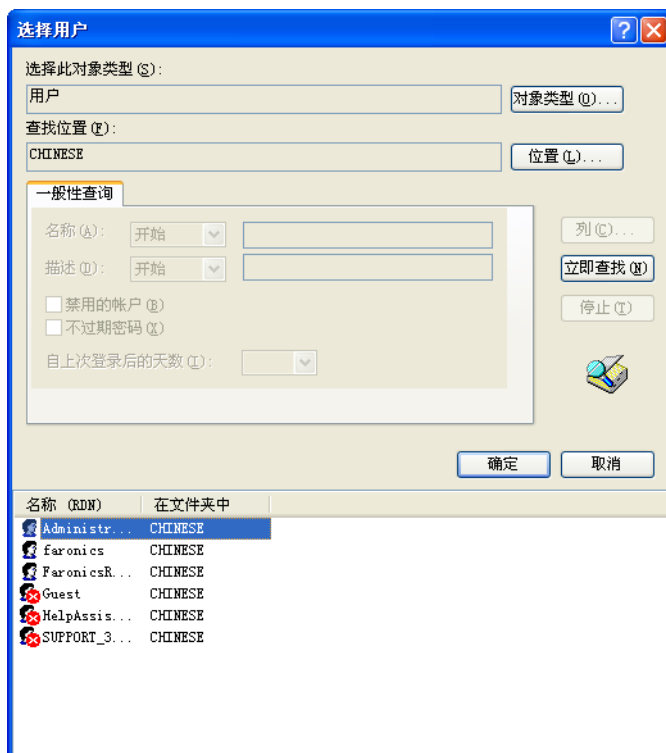 选择用户
选择此对象类型(S):
用户
对象类型(O)...
查找位置(F):
CHINESE
位置(L)...
一般性查询
名称(A):
开始
列(C)...
描述(D):
开始
立即查找(N)
禁用的帐户(B)
停止(T)
不过期密码(X)
自上次登录后的天数(I):
确定
取消
名称 (RDN) 在文件夹中
Administr... CHINESE
faronics CHINESE
FaronicsR... CHINESE
Guest CHINESE
HelpAssis... CHINESE
SUPPORT_3... CHINESE